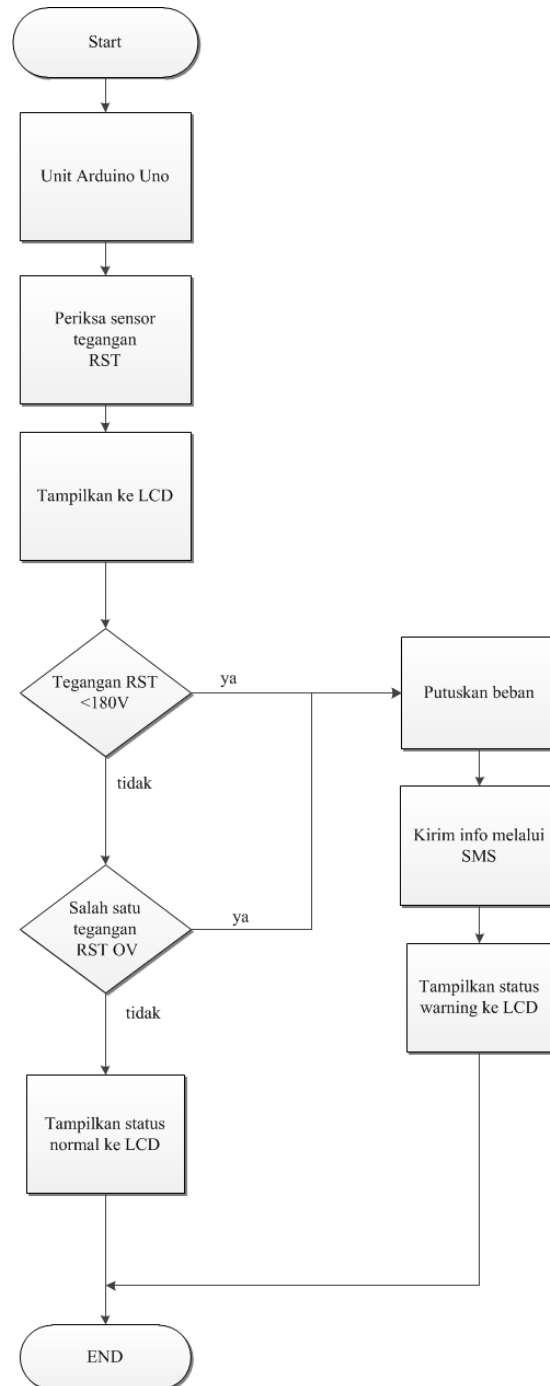 Start
Unit Arduino Uno
Periksa sensor
tegangan
RST
Tampilkan ke LCD
Tegangan RST
<180V
ya
tidak
Salah satu
tegangan
RST OV
ya
tidak
Tampilkan status
normal ke LCD
Putuskan beban
Kirim info melalui
SMS
Tampilkan status
warning ke LCD
END